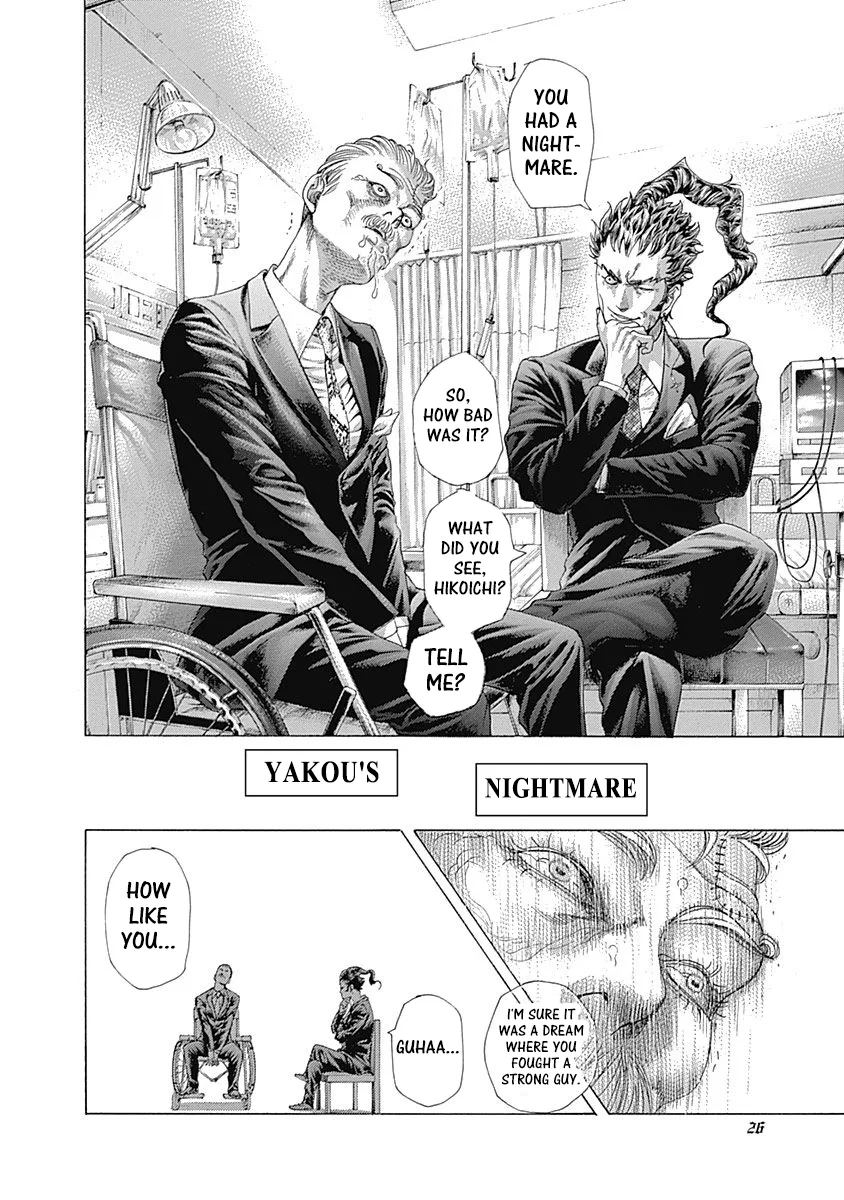 YOU
HAD A
NIGHT-
MARE.
SO,
HOW BAD
WAS IT?
WHAT
DID YOU
SEE,
HIKOICHI?
TELL
ME?
YAKOU'S
NIGHTMARE
I'M SURE IT
WAS A DREAM
WHERE YOU
FOUGHT A
STRONG GUY.
GUHAA...
HOW
LIKE
YOU...
26